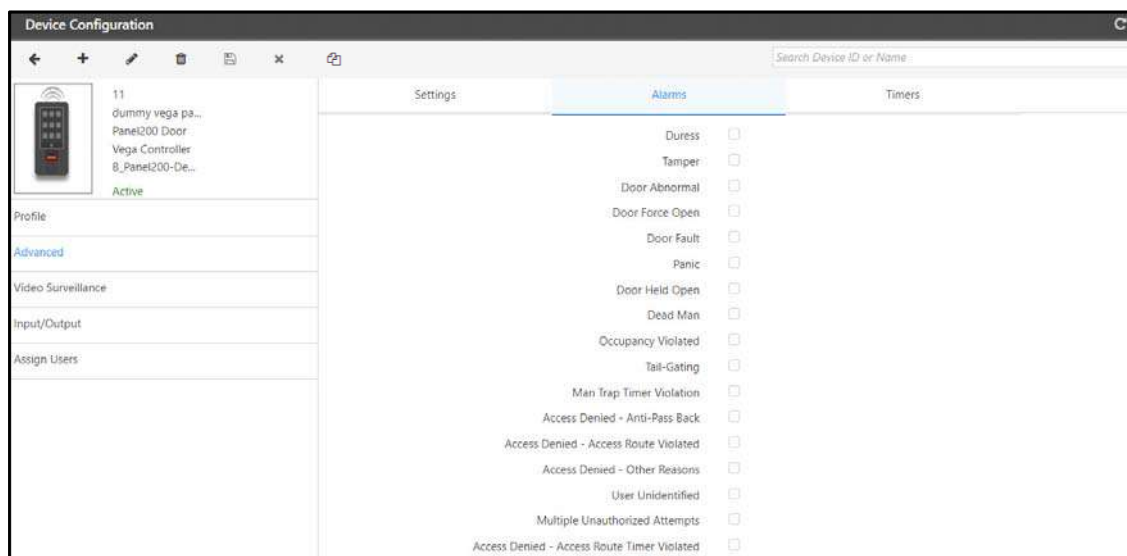 Device Configuration
Search Device ID or Name
11
dummy vega pa...
Panel200 Door
Vega Controller
8_Panel200-De...
Active
Profile
Advanced
Video Surveillance
Input/Output
Assign Users
Settings Alarms Timers
Duress
Tamper
Door Abnormal
Door Force Open
Door Fault
Panic
Door Held Open
Dead Man
Occupancy Violated
Tail-Gating
Man Trap Timer Violation
Access Denied - Anti-Pass Back
Access Denied - Access Route Violated
Access Denied - Other Reasons
User Unidentified
Multiple Unauthorized Attempts
Access Denied - Access Route Timer Violated